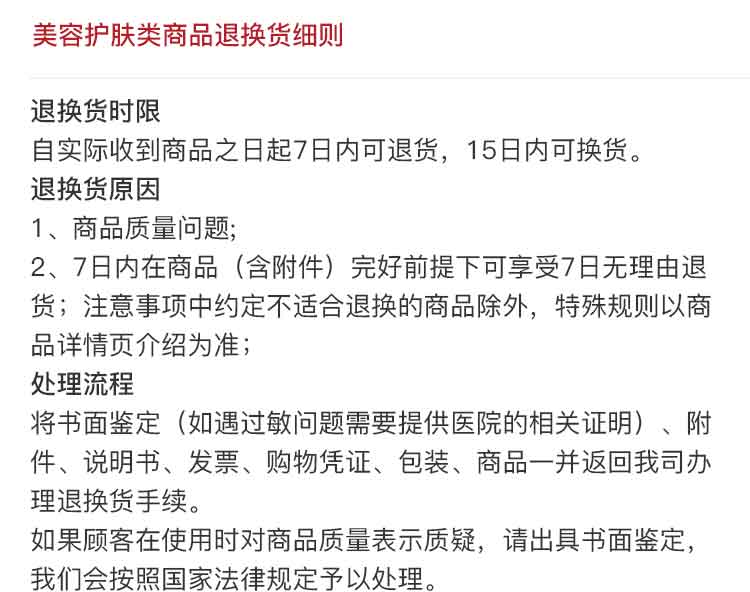 美容护肤类商品退换货细则
退换货时限
自实际收到商品之日起7日内可退货，15日内可换货。
退换货原因
1、商品质量问题;
2、7日内在商品（含附件）完好前提下可享受7日无理由退
货；注意事项中约定不适合退换的商品除外，特殊规则以商
品详情页介绍为准；
处理流程
将书面鉴定（如遇过敏问题需要提供医院的相关证明）、附
件、说明书、发票、购物凭证、包装、商品一并返回我司办
理退换货手续。
如果顾客在使用时对商品质量表示质疑，请出具书面鉴定，
我们会按照国家法律规定予以处理。